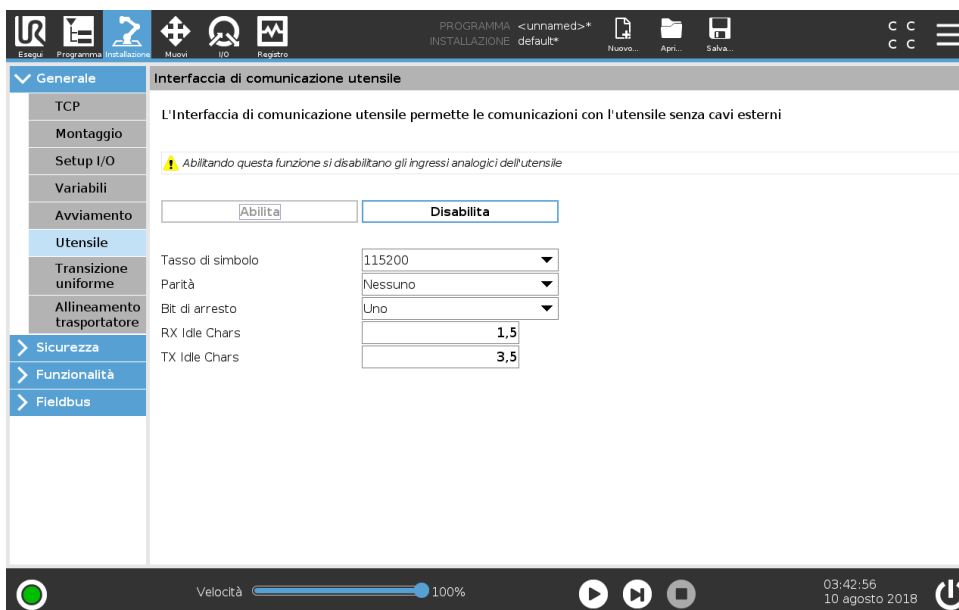 UR
PROGRAMMA <unnamed>*
INSTALLAZIONE default*
Esegui Programma Installazione Muovi I/O Registro Nuovo... Apri... Salva...
C C
C C
Generale
TCP
Montaggio
Setup I/O
Variabili
Avviamento
Utensile
Transizione
uniforme
Allineamento
trasportatore
Sicurezza
Funzionalità
Fieldbus
Interfaccia di comunicazione utensile
L'Interfaccia di comunicazione utensile permette le comunicazioni con l'utensile senza cavi esterni
Abilitando questa funzione si disabilitano gli ingressi analogici dell'utensile
Abilita Disabilita
Tasso di simbolo 115200
Parità Nessuno
Bit di arresto Uno
RX Idle Chars 1,5
TX Idle Chars 3,5
Velocità 100%
03:42:56
10 agosto 2018